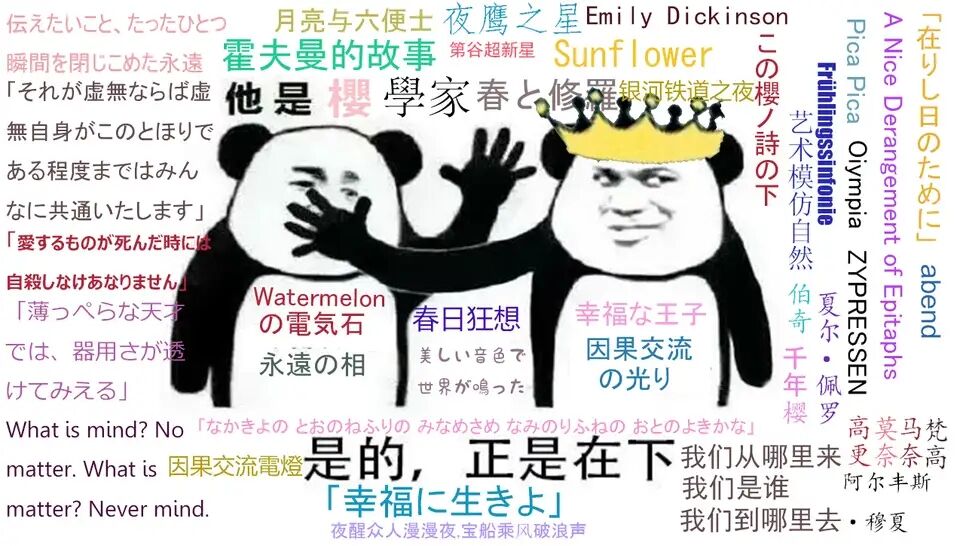 伝えたいこと、たったひとつ
瞬間を閉じこめた永遠
「それが虚無ならば虚
無自身がこのとほりで
ある程度まではみん
なに共通いたします」
「愛するものが死んだ時には
自殺しなけあなりません」
「薄っぺらな天才
では、器用さが透
けてみえる」
What is mind? No
matter. What is
matter? Never mind.
月亮与六便士
夜鹰之星
Emily Dickinson
霍夫曼的故事
第谷超新星
Sunflower
他是 櫻 學家
春と修羅
银河铁道之夜
この櫻ノ詩の下
艺术模仿自然
Frühlingssinfonie
Pica Pica
Oiympia
ZYPRESSEN
A Nice Derangement of Epitaphs
「在りし日のために」
abend
伯奇
千年樱
夏尔·佩罗
Watermelon
の電気石
永遠の相
春日狂想
美しい音色で
世界が鳴った
幸福な王子
因果交流
の光り
「なかきよの とおのねふりの みなめさめ なみのりふねの おとのよきかな」
因果交流電燈
是的，正是在下
「幸福に生きよ」
夜醒众人漫漫夜,宝船乘风破浪声
我们从哪里来
我们是谁
我们到哪里去
高莫马梵
更奈奈高
阿尔丰斯
·穆夏